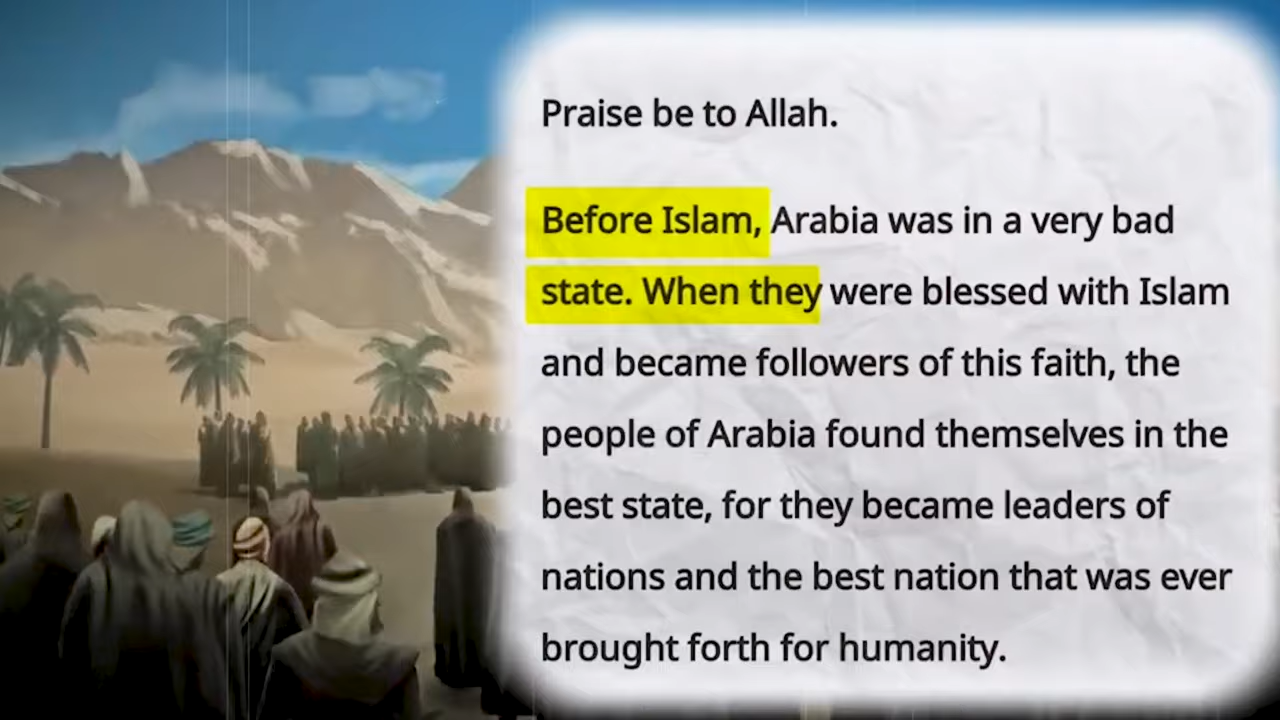 Praise be to Allah.
Before Islam, Arabia was in a very bad
state. When they were blessed with Islam
and became followers of this faith, the
people of Arabia found themselves in the
best state, for they became leaders of
nations and the best nation that was ever
brought forth for humanity.